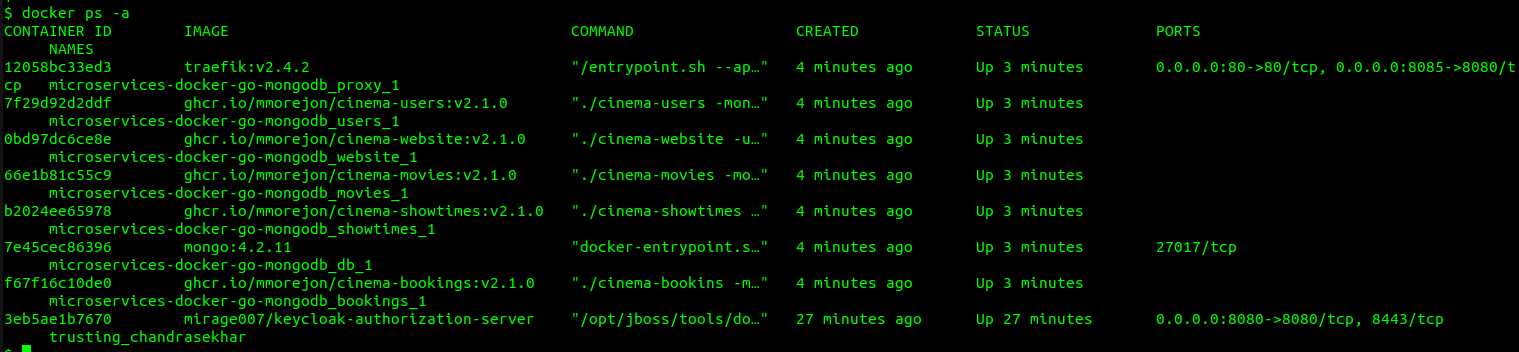 $ docker ps -a
CONTAINER ID        IMAGE                                      COMMAND                  CREATED             STATUS              PORTS
     NAMES
12058bc33ed3        traefik:v2.4.2                             "/entrypoint.sh --ap…"   4 minutes ago       Up 3 minutes        0.0.0.0:80->80/tcp, 0.0.0.0:8085->8080/t
cp   microservices-docker-go-mongodb_proxy_1
7f29d92d2ddf        ghcr.io/mmorejon/cinema-users:v2.1.0       "./cinema-users -mon…"   4 minutes ago       Up 3 minutes
     microservices-docker-go-mongodb_users_1
0bd97dc6ce8e        ghcr.io/mmorejon/cinema-website:v2.1.0     "./cinema-website -u…"   4 minutes ago       Up 3 minutes
     microservices-docker-go-mongodb_website_1
66e1b81c55c9        ghcr.io/mmorejon/cinema-movies:v2.1.0      "./cinema-movies -mo…"   4 minutes ago       Up 3 minutes
     microservices-docker-go-mongodb_movies_1
b2024ee65978        ghcr.io/mmorejon/cinema-showtimes:v2.1.0   "./cinema-showtimes …"   4 minutes ago       Up 3 minutes
     microservices-docker-go-mongodb_showtimes_1
7e45cec86396        mongo:4.2.11                               "docker-entrypoint.s…"   4 minutes ago       Up 3 minutes        27017/tcp
     microservices-docker-go-mongodb_db_1
f67f16c10de0        ghcr.io/mmorejon/cinema-bookings:v2.1.0    "./cinema-bookins -m…"   4 minutes ago       Up 3 minutes
     microservices-docker-go-mongodb_bookings_1
3eb5ae1b7670        mirage007/keycloak-authorization-server    "/opt/jboss/tools/do…"   27 minutes ago      Up 27 minutes       0.0.0.0:8080->8080/tcp, 8443/tcp
     trusting_chandrasekhar